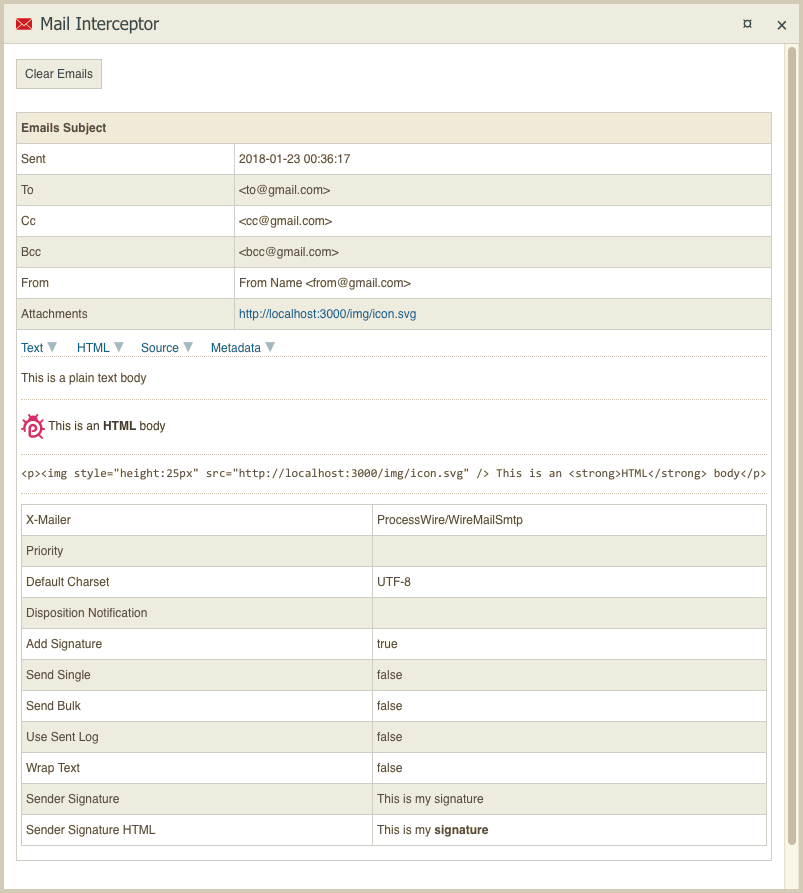 Mail Interceptor
Clear Emails
Emails Subject
Sent 2018-01-23 00:36:17
To <to@gmail.com>
Cc <cc@gmail.com>
Bcc <bcc@gmail.com>
From From Name <from@gmail.com>
Attachments http://localhost:3000/img/icon.svg
Text ▼ HTML ▼ Source ▼ Metadata ▼
This is a plain text body
This is an HTML body
<p><img style="height:25px" src="http://localhost:3000/img/icon.svg" /> This is an <strong>HTML</strong> body</p>
X-Mailer ProcessWire/WireMailSmtp
Priority
Default Charset UTF-8
Disposition Notification
Add Signature true
Send Single false
Send Bulk false
Use Sent Log false
Wrap Text false
Sender Signature This is my signature
Sender Signature HTML This is my signature